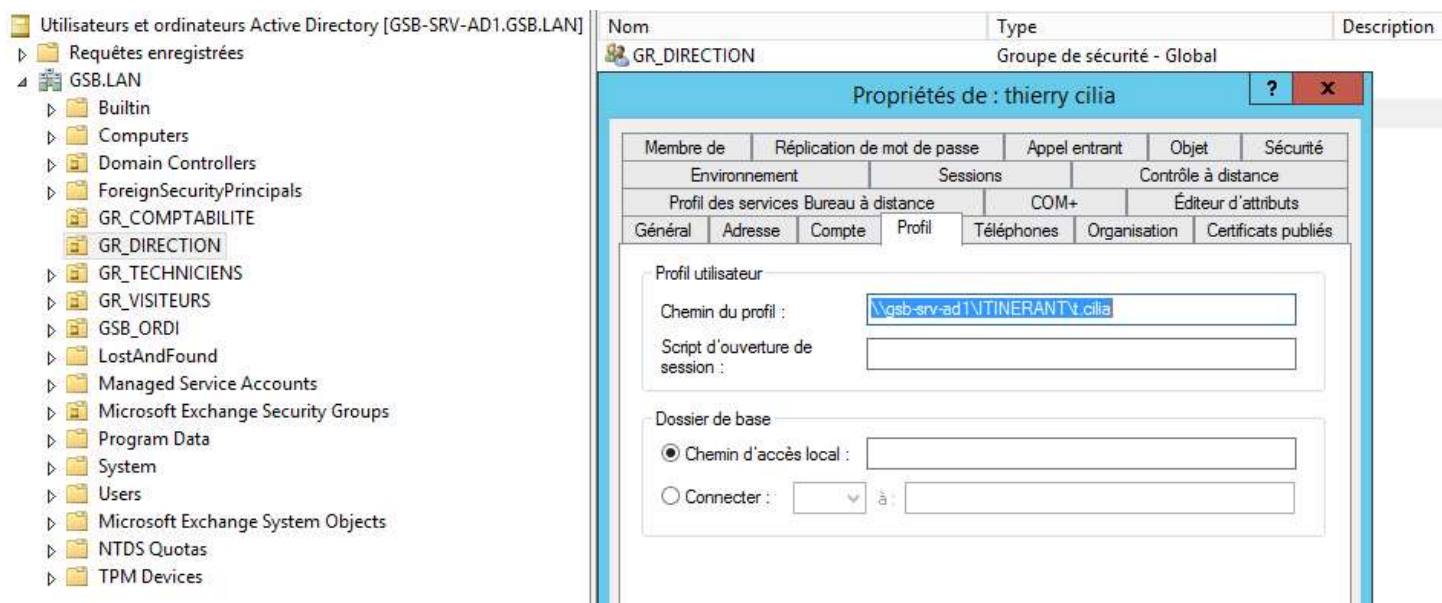 Utilisateurs et ordinateurs Active Directory [GSB-SRV-AD1.GSB.LAN]
Requêtes enregistrées
GSB.LAN
Builtin
Computers
Domain Controllers
ForeignSecurityPrincipals
GR_COMPTABILITE
GR_DIRECTION
GR_TECHNICIENS
GR_VISITEURS
GSB_ORDI
LostAndFound
Managed Service Accounts
Microsoft Exchange Security Groups
Program Data
System
Users
Microsoft Exchange System Objects
NTDS Quotas
TPM Devices
Nom Type Description
GR_DIRECTION Groupe de sécurité - Global
Propriétés de : thierry cilia ? x
Membre de Réplication de mot de passe Appel entrant Objet Sécurité
Environnement Sessions Contrôle à distance
Profil des services Bureau à distance COM+ Éditeur d'attributs
Général Adresse Compte Profil Téléphones Organisation Certificats publiés
Profil utilisateur
Chemin du profil : \\gsb-srv-ad1\ITINERANT\t.cilia
Script d'ouverture de
session :
Dossier de base
Chemin d'accès local :
Connecter : à :